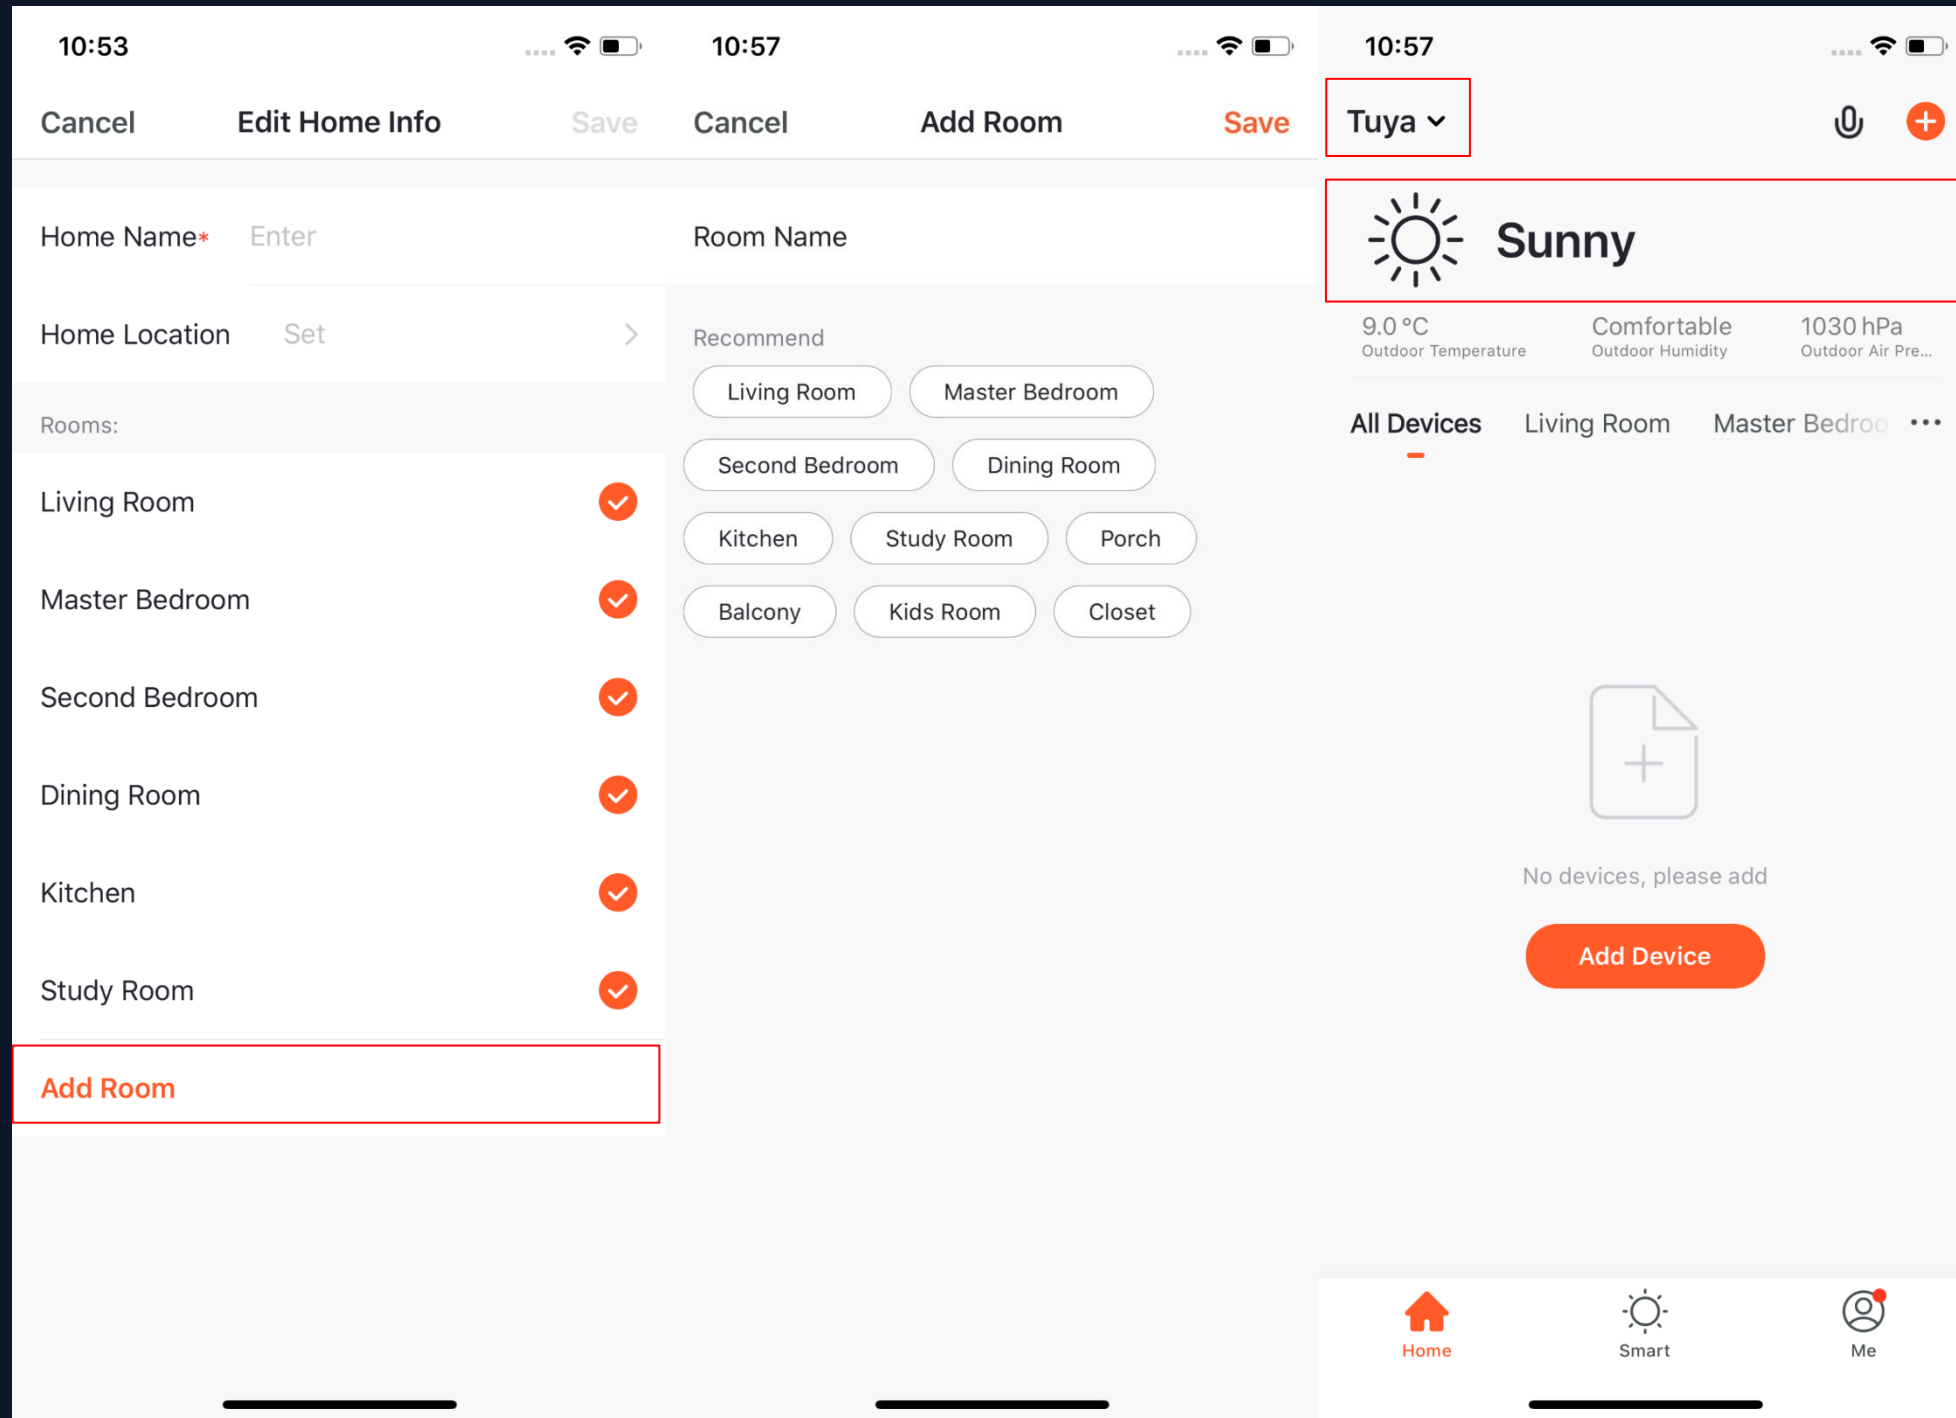 10:53
Cancel
Edit Home Info
Save
Home Name*
Enter
Home Location
Set
Rooms:
Living Room
Master Bedroom
Second Bedroom
Dining Room
Kitchen
Study Room
Add Room
10:57
Cancel
Add Room
Save
Room Name
Recommend
Living Room
Master Bedroom
Second Bedroom
Dining Room
Kitchen
Study Room
Porch
Balcony
Kids Room
Closet
10:57
Tuya
Sunny
9.0 °C
Outdoor Temperature
Comfortable
Outdoor Humidity
1030 hPa
Outdoor Air Pre...
All Devices
Living Room
Master Bedroo
No devices, please add
Add Device
Home
Smart
Me